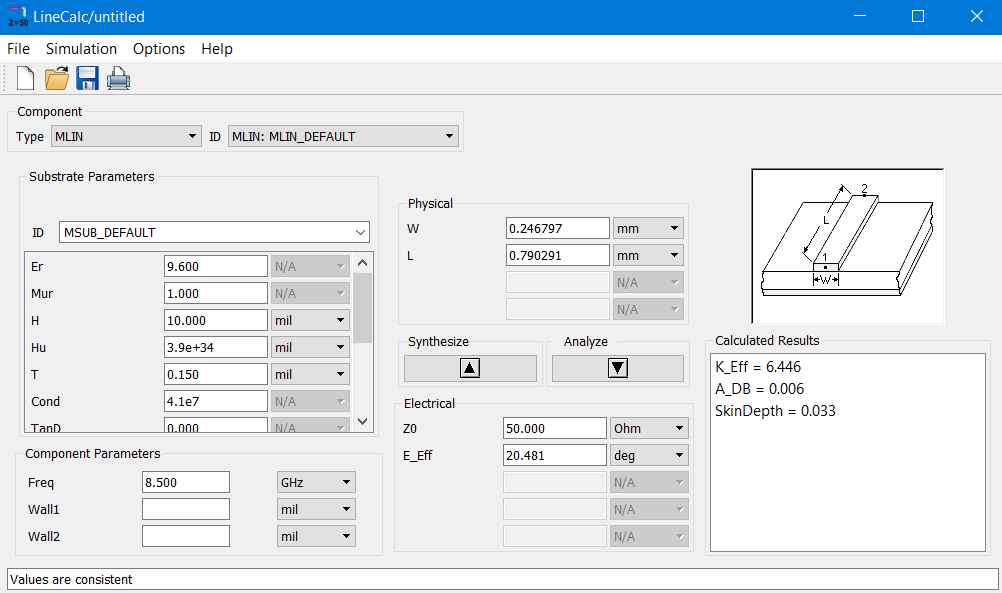 Z=50 LineCalc/untitled
File Simulation Options Help
Component
Type MLIN ID MLIN: MLIN_DEFAULT
Substrate Parameters
ID MSUB_DEFAULT
Er 9.600 N/A
Mur 1.000 N/A
H 10.000 mil
Hu 3.9e+34 mil
T 0.150 mil
Cond 4.1e7 N/A
TanD 0.000 N/A
Component Parameters
Freq 8.500 GHz
Wall1 mil
Wall2 mil
Physical
W 0.246797 mm
L 0.790291 mm
N/A
N/A
Synthesize Analyze
Electrical
Z0 50.000 Ohm
E_Eff 20.481 deg
N/A
N/A
N/A
2
L
1
W
Calculated Results
K_Eff = 6.446
A_DB = 0.006
SkinDepth = 0.033
Values are consistent